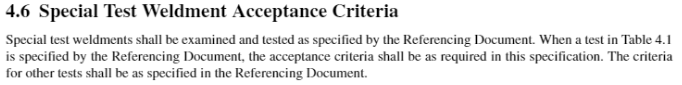 4.6 Special Test Weldment Acceptance Criteria
Special test weldments shall be examined and tested as specified by the Referencing Document. When a test in Table 4.1
is specified by the Referencing Document, the acceptance criteria shall be as required in this specification. The criteria
for other tests shall be as specified in the Referencing Document.